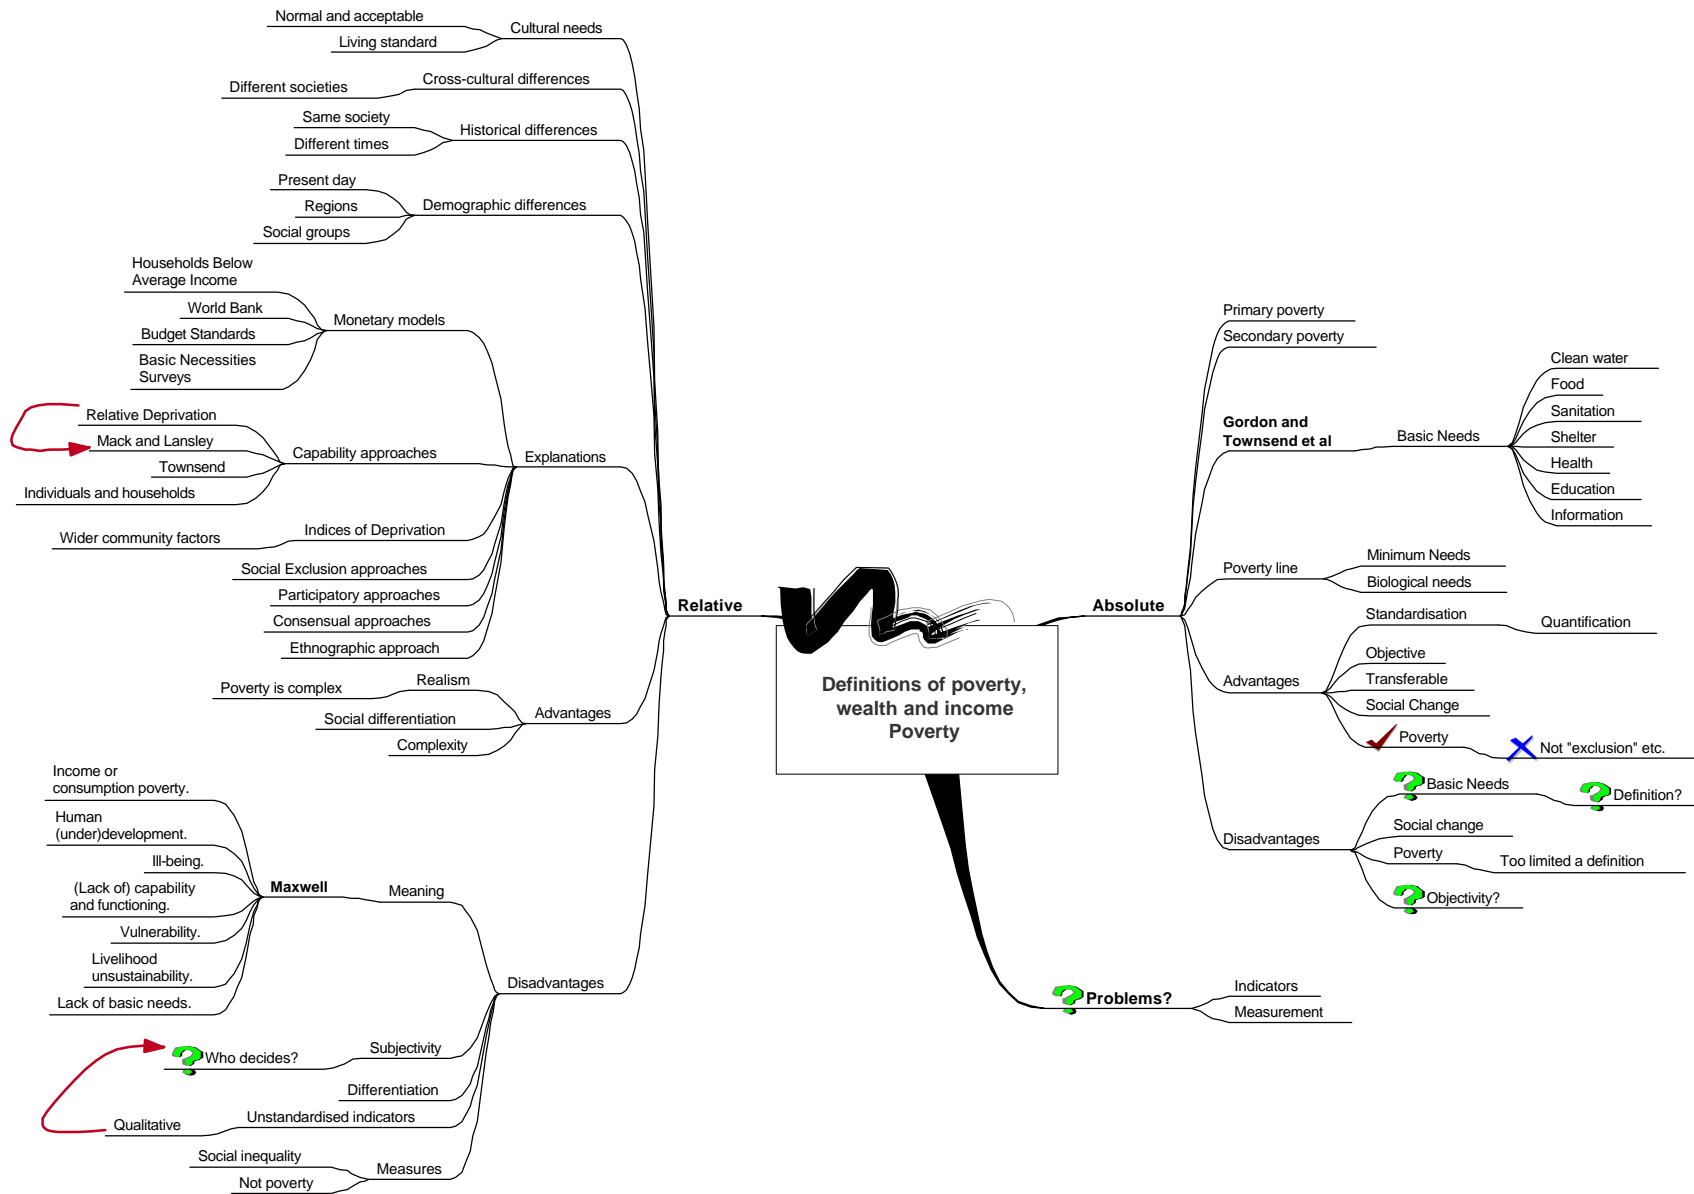 Normal and acceptable
Living standard
Cultural needs
Different societies
Cross-cultural differences
Same society
Different times
Historical differences
Present day
Regions
Social groups
Demographic differences
Households Below
Average Income
World Bank
Budget Standards
Basic Necessities
Surveys
Monetary models
Relative Deprivation
Mack and Lansley
Townsend
Individuals and households
Capability approaches
Explanations
Wider community factors
Indices of Deprivation
Social Exclusion approaches
Participatory approaches
Consensual approaches
Ethnographic approach
Relative
Poverty is complex
Realism
Social differentiation
Complexity
Advantages
Income or
consumption poverty.
Human
(under)development.
Ill-being.
(Lack of) capability
and functioning.
Vulnerability.
Livelihood
unsustainability.
Lack of basic needs.
Maxwell
Meaning
Disadvantages
? Who decides?
Subjectivity
Differentiation
Qualitative
Unstandardised indicators
Social inequality
Not poverty
Measures
Definitions of poverty,
wealth and income
Poverty
Absolute
Primary poverty
Secondary poverty
Gordon and
Townsend et al
Basic Needs
Clean water
Food
Sanitation
Shelter
Health
Education
Information
Poverty line
Minimum Needs
Biological needs
Advantages
Standardisation
Quantification
Objective
Transferable
Social Change
Poverty
Not "exclusion" etc.
Disadvantages
? Basic Needs
? Definition?
Social change
Poverty
Too limited a definition
? Objectivity?
? Problems?
Indicators
Measurement